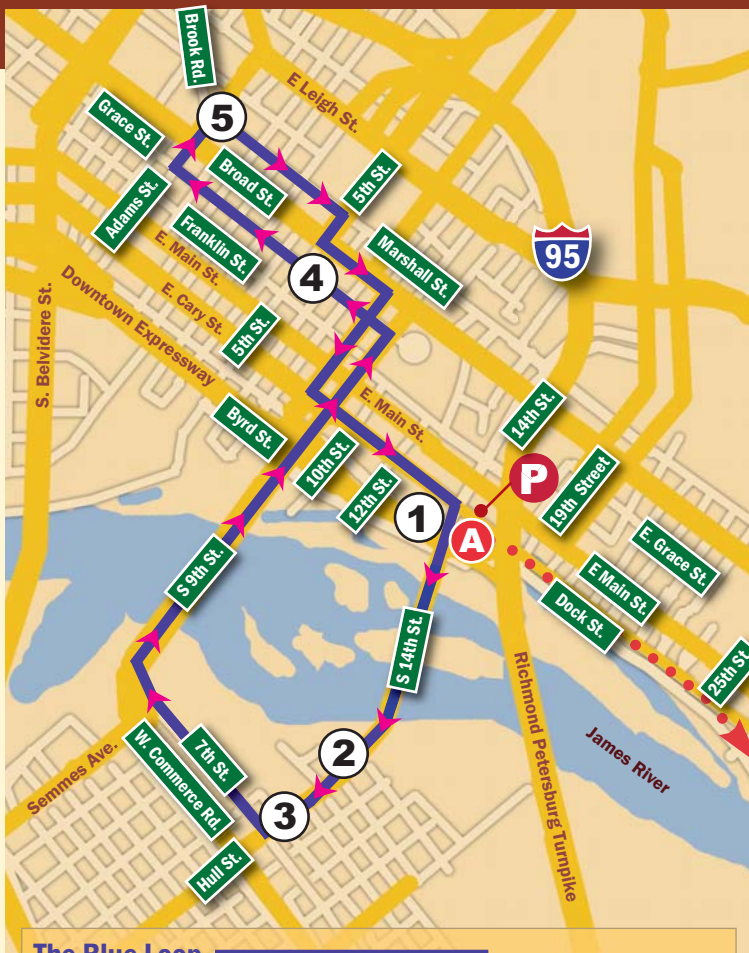 Brook Rd.
E Leigh St.
5
Grace St.
Broad St.
5th St.
Adams St.
Franklin St.
Marshall St.
95
E. Main St.
4
E. Cary St.
Downtown Expressway
5th St.
S. Belvidere St.
E. Main St.
14th St.
Byrd St.
10th St.
12th St.
P
19th Street
1
A
E. Grace St.
E Main St.
S 9th St.
Dock St.
S 14th St.
25th St.
Richmond Petersburg Turnpike
James River
2
7th St.
W. Commerce Rd.
Semmes Ave.
3
Hull St.
The Blue Loop